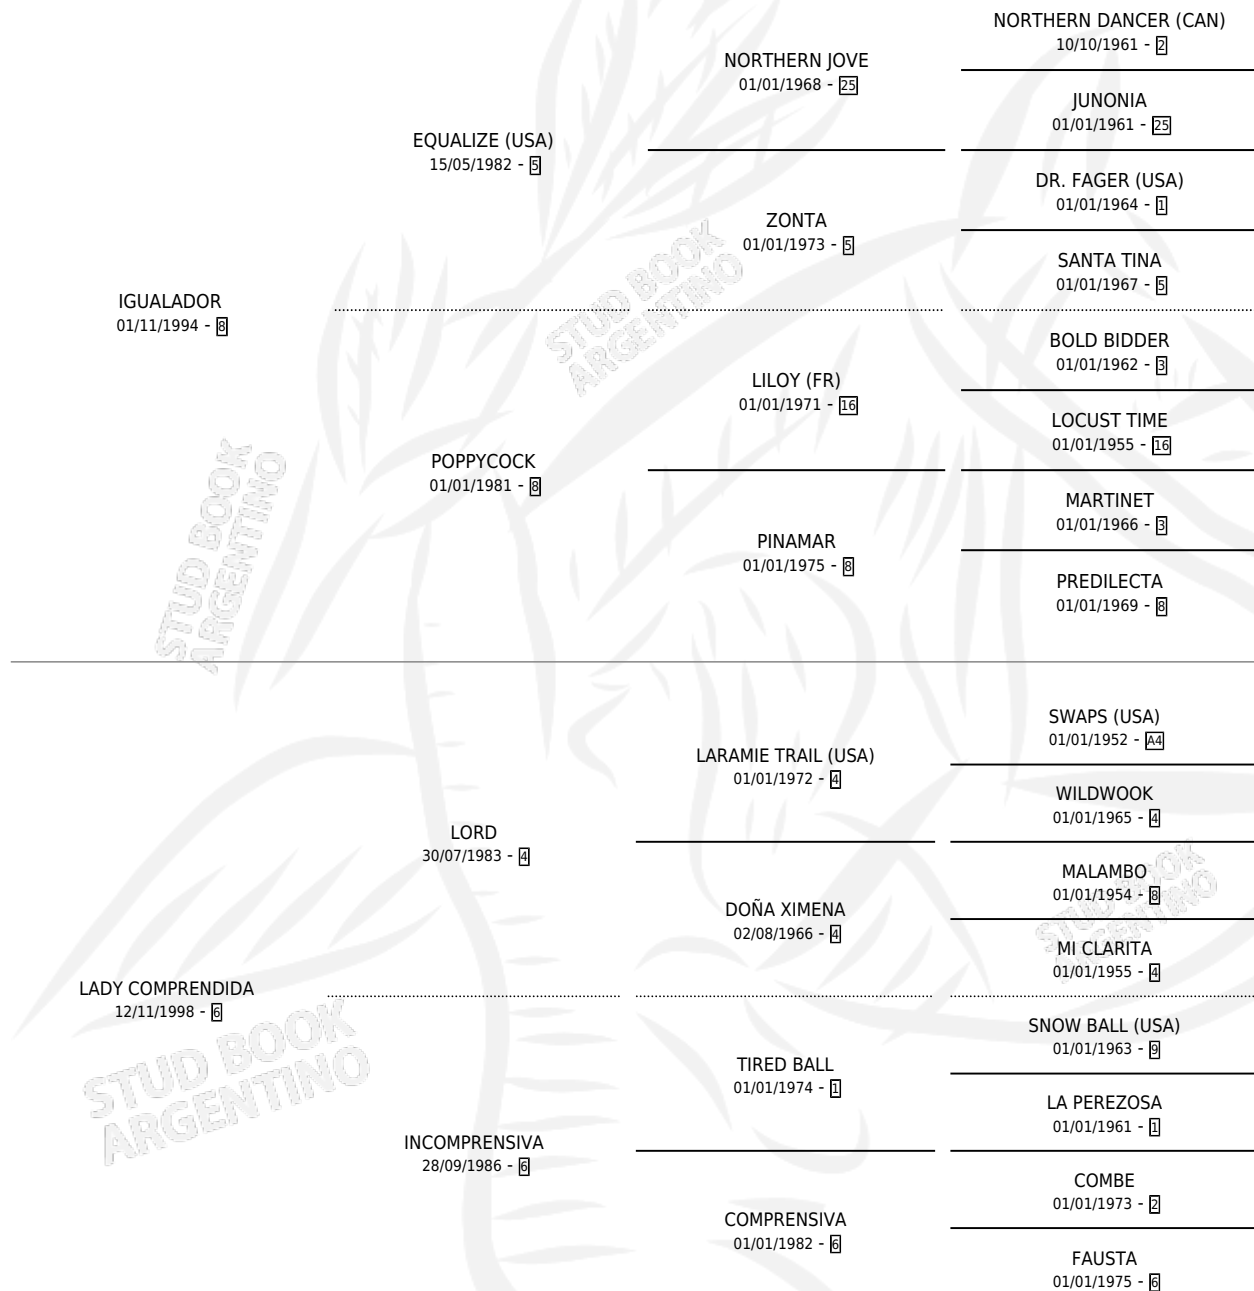 NORTHERN DANCER (CAN)
10/10/1961 - 2
NORTHERN JOVE
01/01/1968 - 25
JUNONIA
01/01/1961 - 25
EQUALIZE (USA)
15/05/1982 - 5
DR. FAGER (USA)
01/01/1964 - 1
ZONTA
01/01/1973 - 5
SANTA TINA
01/01/1967 - 5
IGUALADOR
01/11/1994 - 8
STUD BOOK
ARGENTINO
BOLD BIDDER
01/01/1962 - 3
LILOY (FR)
01/01/1971 - 16
LOCUST TIME
01/01/1955 - 16
POPPYCOCK
01/01/1981 - 8
MARTINET
01/01/1966 - 3
PINAMAR
01/01/1975 - 8
PREDILECTA
01/01/1969 - 8
STUD BOOK
ARGENTINO
SWAPS (USA)
01/01/1952 - A4
LARAMIE TRAIL (USA)
01/01/1972 - 4
WILDWOOK
01/01/1965 - 4
LORD
30/07/1983 - 4
MALAMBO
01/01/1954 - 8
DOÑA XIMENA
02/08/1966 - 4
MI CLARITA
01/01/1955 - 4
STUD BOOK
ARGENTINO
LADY COMPRENDIDA
12/11/1998 - 6
SNOW BALL (USA)
01/01/1963 - 9
TIRED BALL
01/01/1974 - 1
LA PEREZOSA
01/01/1961 - 1
STUD BOOK
ARGENTINO
INCOMPRENSIVA
28/09/1986 - 6
COMBE
01/01/1973 - 2
COMPRENSIVA
01/01/1982 - 6
FAUSTA
01/01/1975 - 6